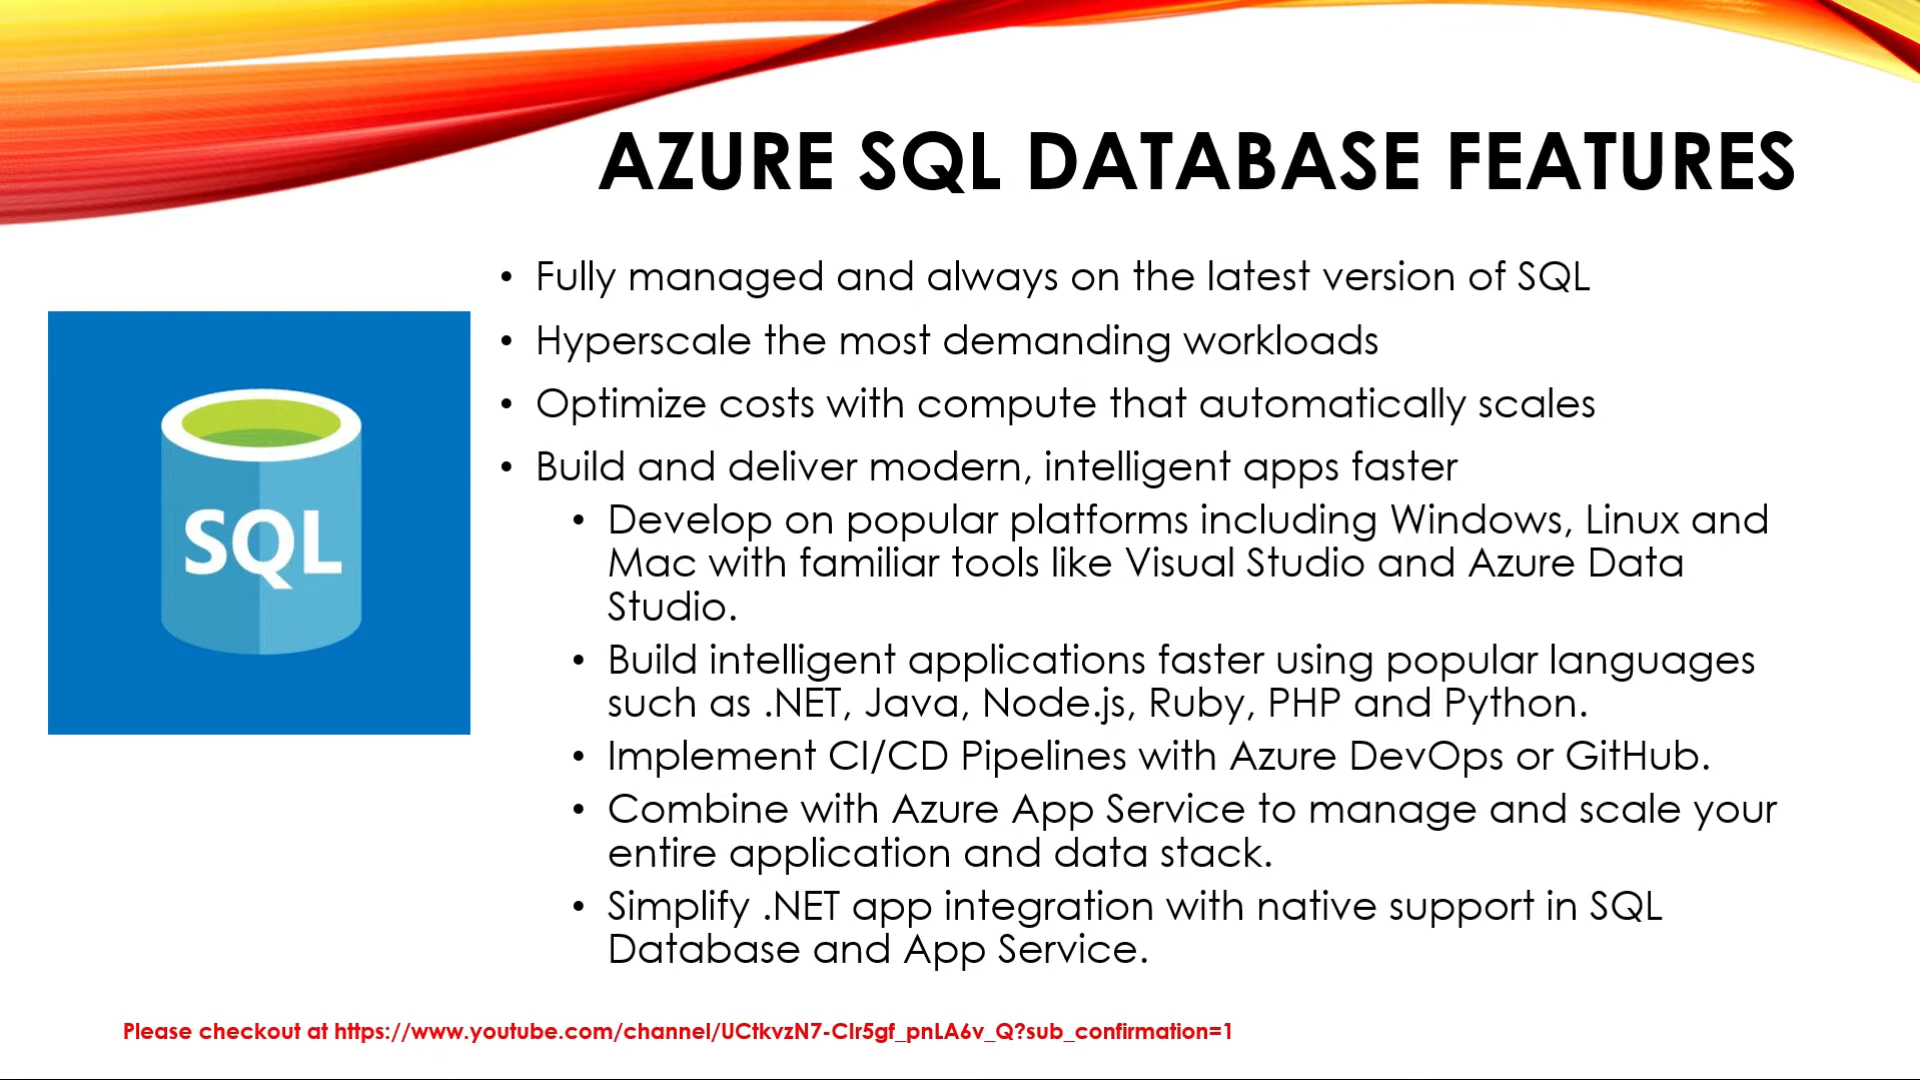 AZURE SQL DATABASE FEATURES
• Fully managed and always on the latest version of SQL
• Hyperscale the most demanding workloads
• Optimize costs with compute that automatically scales
• Build and deliver modern, intelligent apps faster
• Develop on popular platforms including Windows, Linux and
Mac with familiar tools like Visual Studio and Azure Data
Studio.
• Build intelligent applications faster using popular languages
such as .NET, Java, Node.js, Ruby, PHP and Python.
• Implement CI/CD Pipelines with Azure DevOps or GitHub.
• Combine with Azure App Service to manage and scale your
entire application and data stack.
• Simplify .NET app integration with native support in SQL
Database and App Service.
SQL
Please checkout at https://www.youtube.com/channel/UCtkvzN7-CIr5gf_pnLA6v_Q?sub_confirmation=1